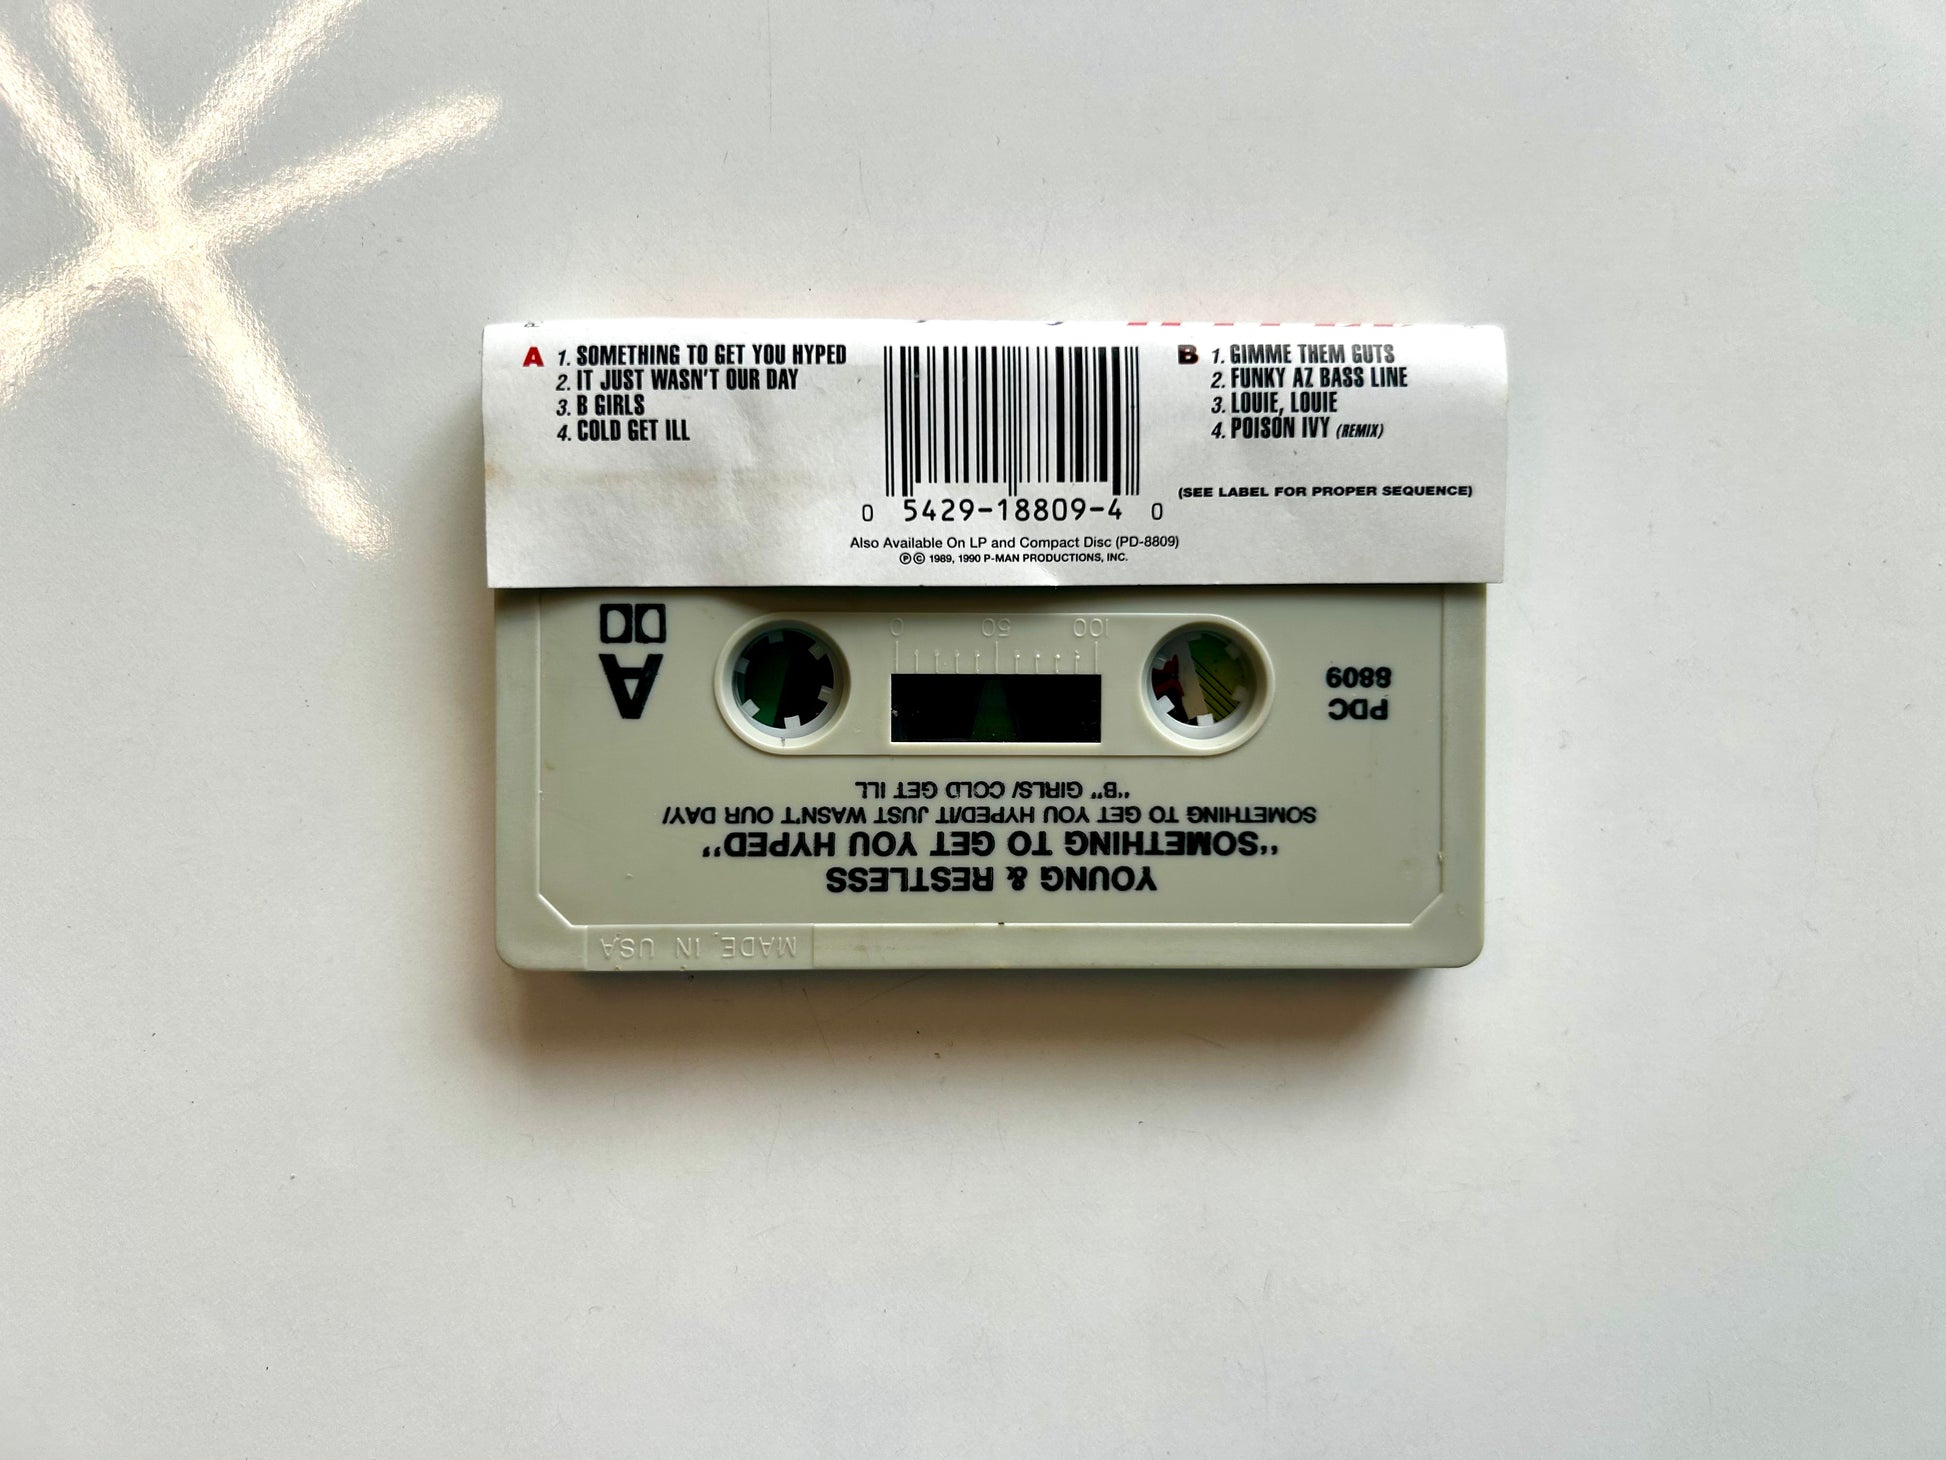 A
1. SOMETHING TO GET YOU HYPED
2. IT JUST WASN'T OUR DAY
3. B GIRLS
4. COLD GET ILL
B
1. GIMME THEM GUTS
2. FUNKY AZ BASS LINE
3. LOUIE, LOUIE
4. POISON IVY (REMIX)
(SEE LABEL FOR PROPER SEQUENCE)
0 5429-18809-4 0
Also Available On LP and Compact Disc (PD-8809)
℗© 1989, 1990 P-MAN PRODUCTIONS, INC.
YOUNG & RESTLESS
"SOMETHING TO GET YOU HYPED"
SOMETHING TO GET YOU HYPED/IT JUST WASN'T OUR DAY/
"B" GIRLS/ COLD GET ILL
PDC
8809
A
100 50 0
MADE IN USA